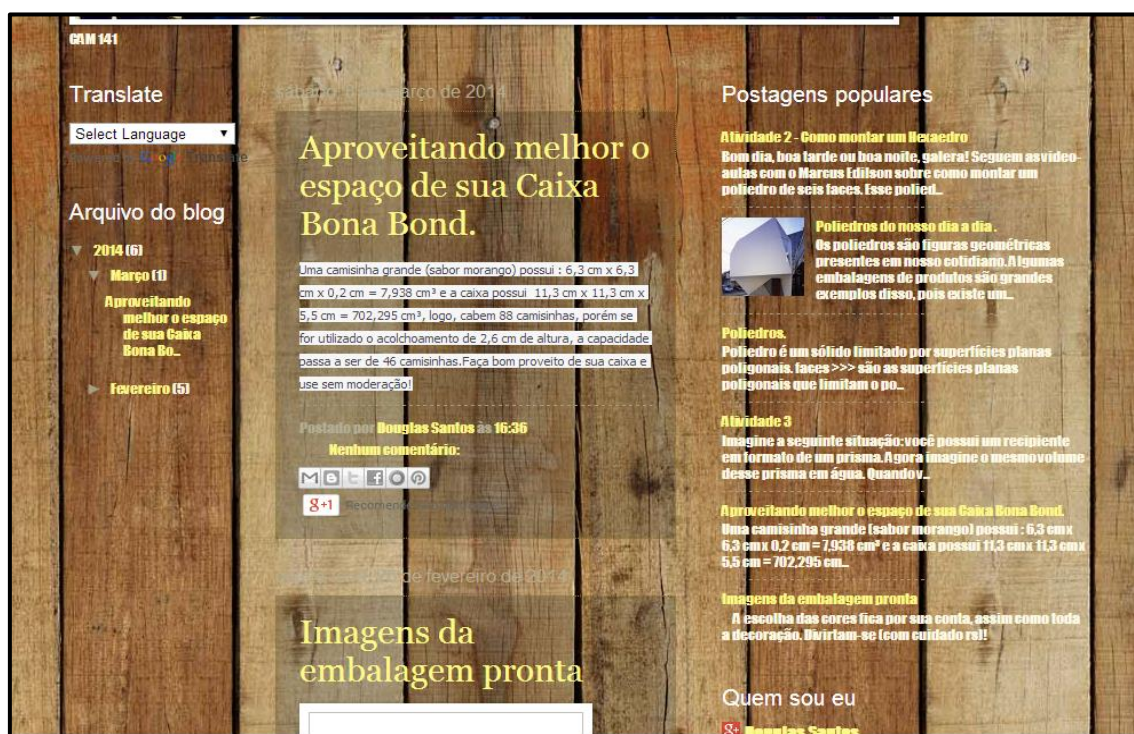 GAM 141
Translate
Select Language
Translate
Arquivo do blog
▼ 2014 (6)
▼ Março (1)
Aproveitando
melhor o espaço
de sua Caixa
Bona Bo...
► Fevereiro (5)
março de 2014
Aproveitando melhor o
espaço de sua Caixa
Bona Bond.
Uma camisinha grande (sabor morango) possui : 6,3 cm x 6,3
cm x 0,2 cm = 7,938 cm³ e a caixa possui 11,3 cm x 11,3 cm x
5,5 cm = 702,295 cm³, logo, cabem 88 camisinhas, porém se
for utilizado o acolchoamento de 2,6 cm de altura, a capacidade
passa a ser de 46 camisinhas.Faça bom proveito de sua caixa e
use sem moderação!
Postado por Douglas Santos às 16:36
Nenhum comentário:
g+1
de fevereiro de 2014
Imagens da
embalagem pronta
Postagens populares
Atividade 2 - Como montar um Hexaedro
Bom dia, boa tarde ou boa noite, galera! Seguem as video-
aulas com o Marcus Edilson sobre como montar um
poliedro de seis faces. Esse polied...
Poliedros do nosso dia a dia .
Os poliedros são figuras geométricas
presentes em nosso cotidiano. Algumas
embalagens de produtos são grandes
exemplos disso, pois existe um...
Poliedros.
Poliedro é um sólido limitado por superfícies planas
poligonais. faces >>> são as superfícies planas
poligonais que limitam o po...
Atividade 3
Imagine a seguinte situação: você possui um recipiente
em formato de um prisma. Agora imagine o mesmo volume
desse prisma em água. Quando v...
Aproveitando melhor o espaço de sua Caixa Bona Bond.
Uma camisinha grande (sabor morango) possui : 6,3 cm x
6,3 cm x 0,2 cm = 7,938 cm³ e a caixa possui 11,3 cm x 11,3 cm x
5,5 cm = 702,295 cm...
Imagens da embalagem pronta
A escolha das cores fica por sua conta, assim como toda
a decoração. Divirtam-se (com cuidado rs)!
Quem sou eu
Douglas Santos